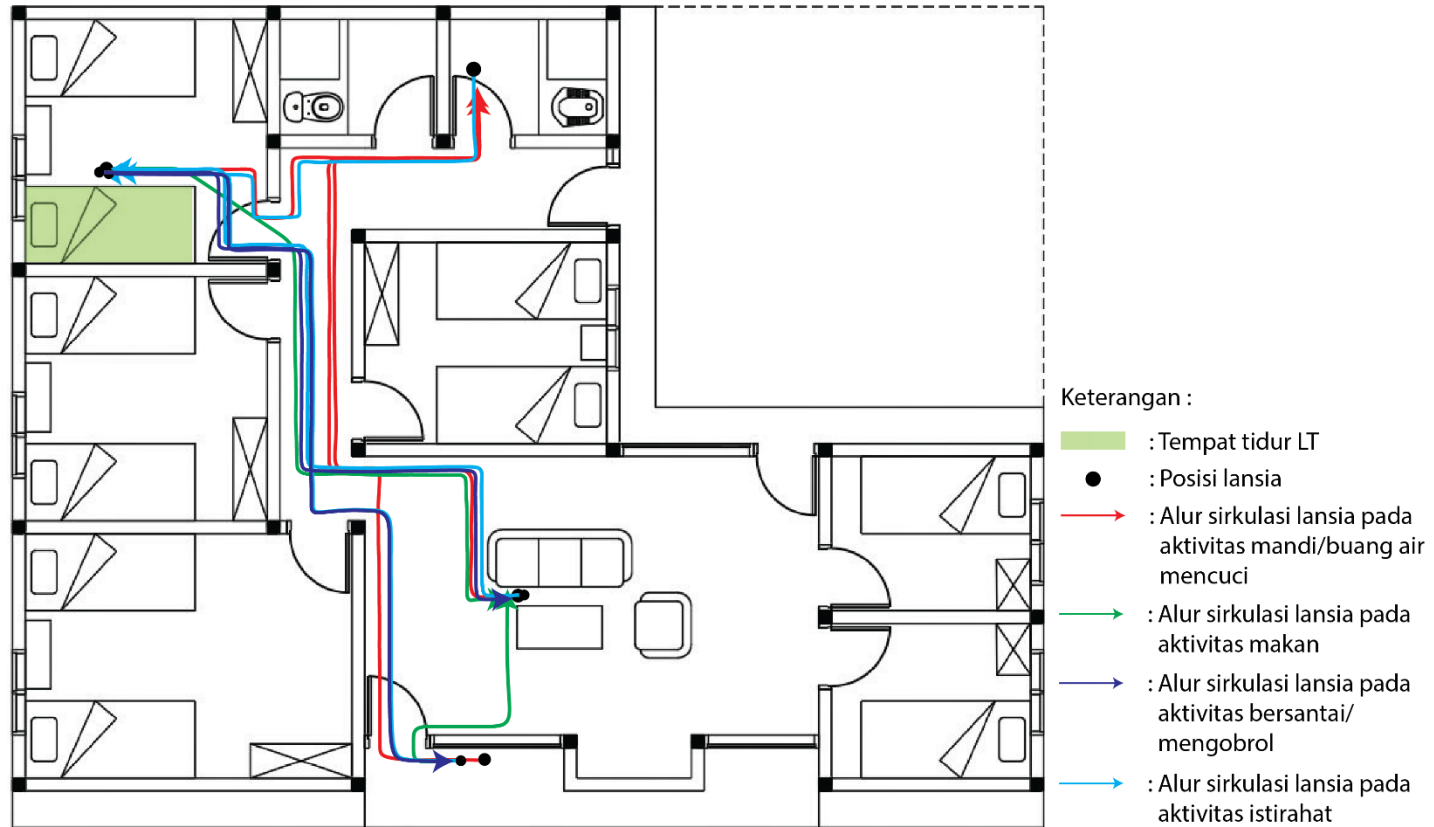 Keterangan :
: Tempat tidur LT
: Posisi lansia
: Alur sirkulasi lansia pada
aktivitas mandi/buang air
mencuci
: Alur sirkulasi lansia pada
aktivitas makan
: Alur sirkulasi lansia pada
aktivitas bersantai/
mengobrol
: Alur sirkulasi lansia pada
aktivitas istirahat